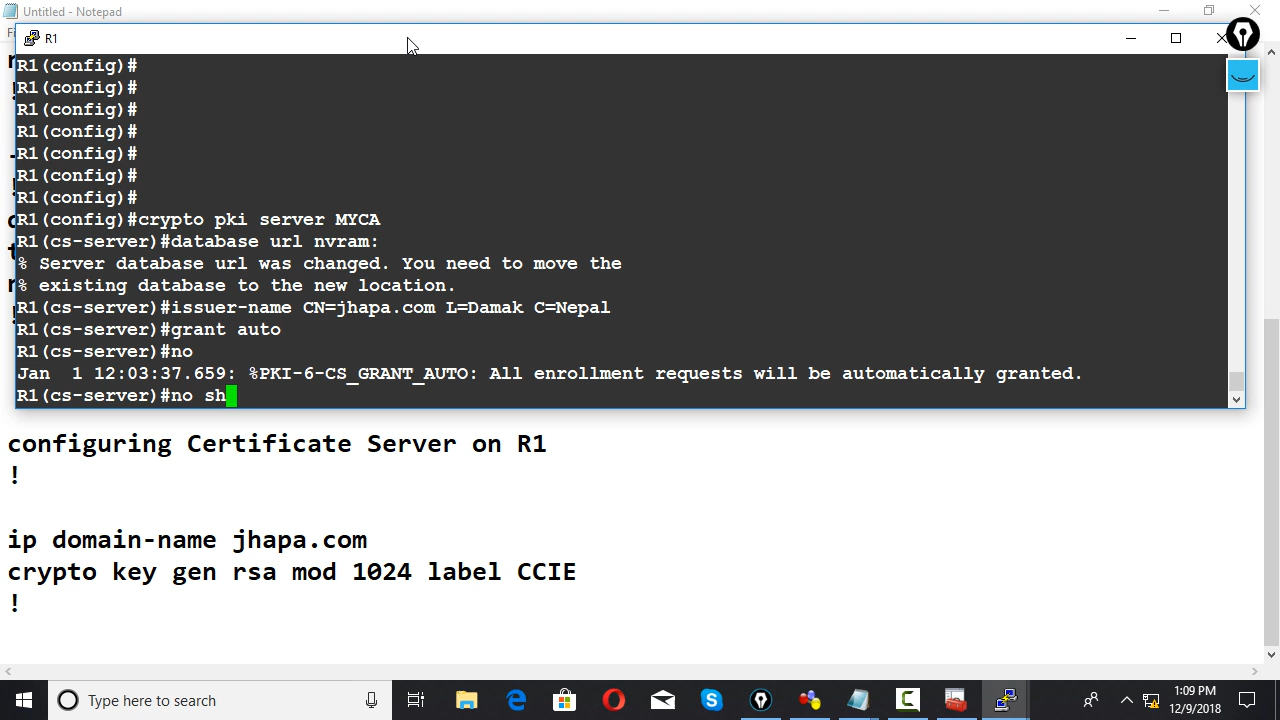 Untitled - Notepad
R1
R1(config)#
R1(config)#
R1(config)#
R1(config)#
R1(config)#
R1(config)#
R1(config)#
R1(config)#crypto pki server MYCA
R1(cs-server)#database url nvram:
% Server database url was changed. You need to move the
% existing database to the new location.
R1(cs-server)#issuer-name CN=jhapa.com L=Damak C=Nepal
R1(cs-server)#grant auto
R1(cs-server)#no
Jan  1 12:03:37.659: %PKI-6-CS_GRANT_AUTO: All enrollment requests will be automatically granted.
R1(cs-server)#no sh
configuring Certificate Server on R1
!
ip domain-name jhapa.com
crypto key gen rsa mod 1024 label CCIE
!
Type here to search
1:09 PM
12/9/2018